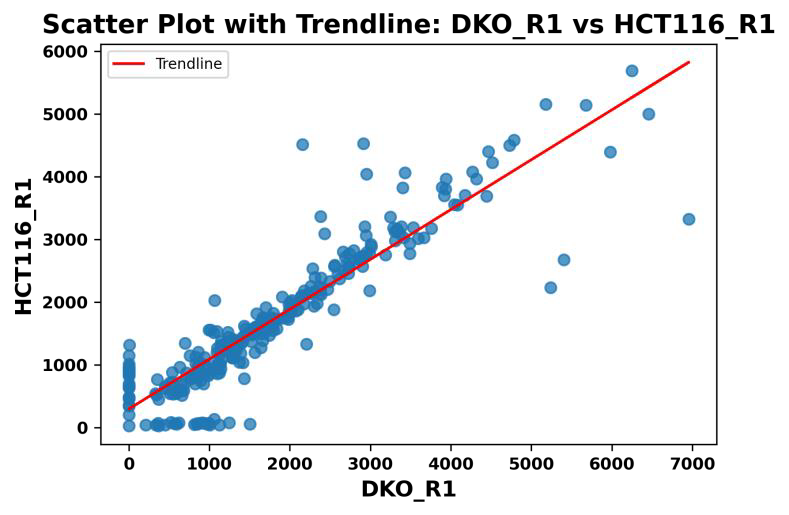 Scatter Plot with Trendline: DKO_R1 vs HCT116_R1
Trendline
6000
5000
4000
3000
2000
1000
0
HCT116_R1
0 1000 2000 3000 4000 5000 6000 7000
DKO_R1